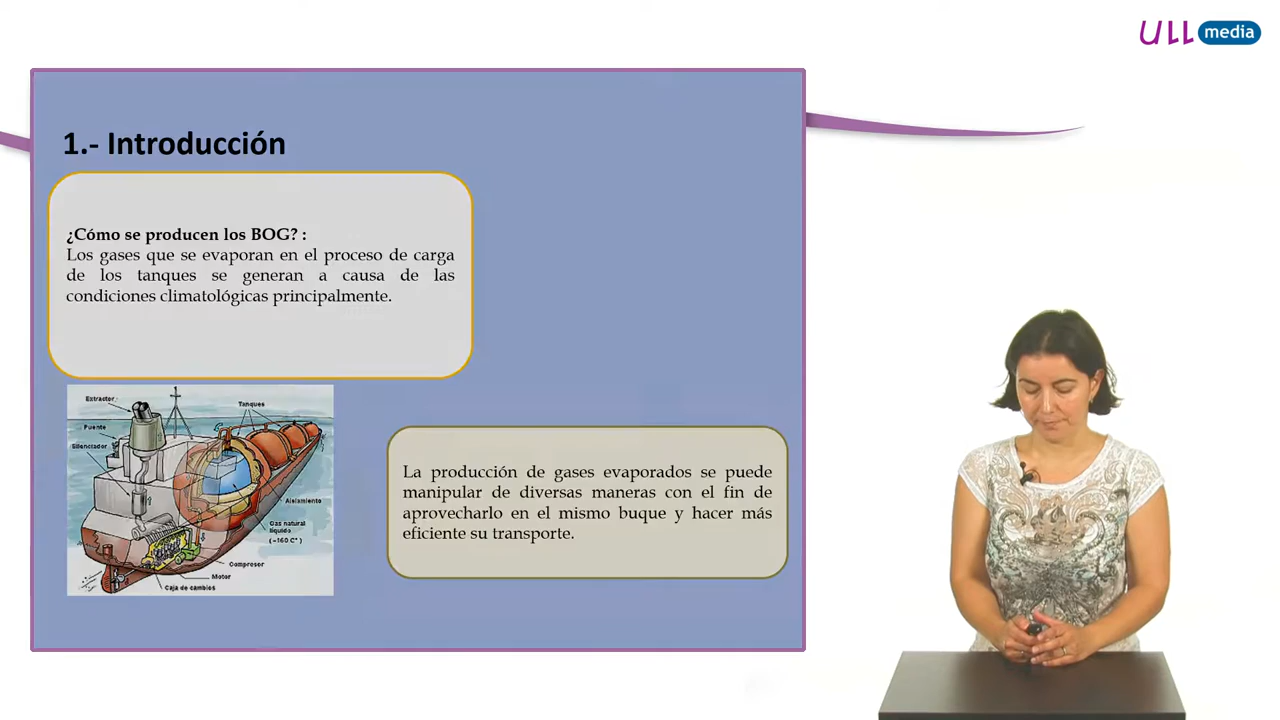 ULL media
1.- Introducción
¿Cómo se producen los BOG? :
Los gases que se evaporan en el proceso de carga
de los tanques se generan a causa de las
condiciones climatológicas principalmente.
Extractor
Tanques
Puente
Silenciador
Aislamiento
Gas natural
líquido
(-160 C°)
Compresor
Motor
Caja de cambios
La producción de gases evaporados se puede
manipular de diversas maneras con el fin de
aprovecharlo en el mismo buque y hacer más
eficiente su transporte.